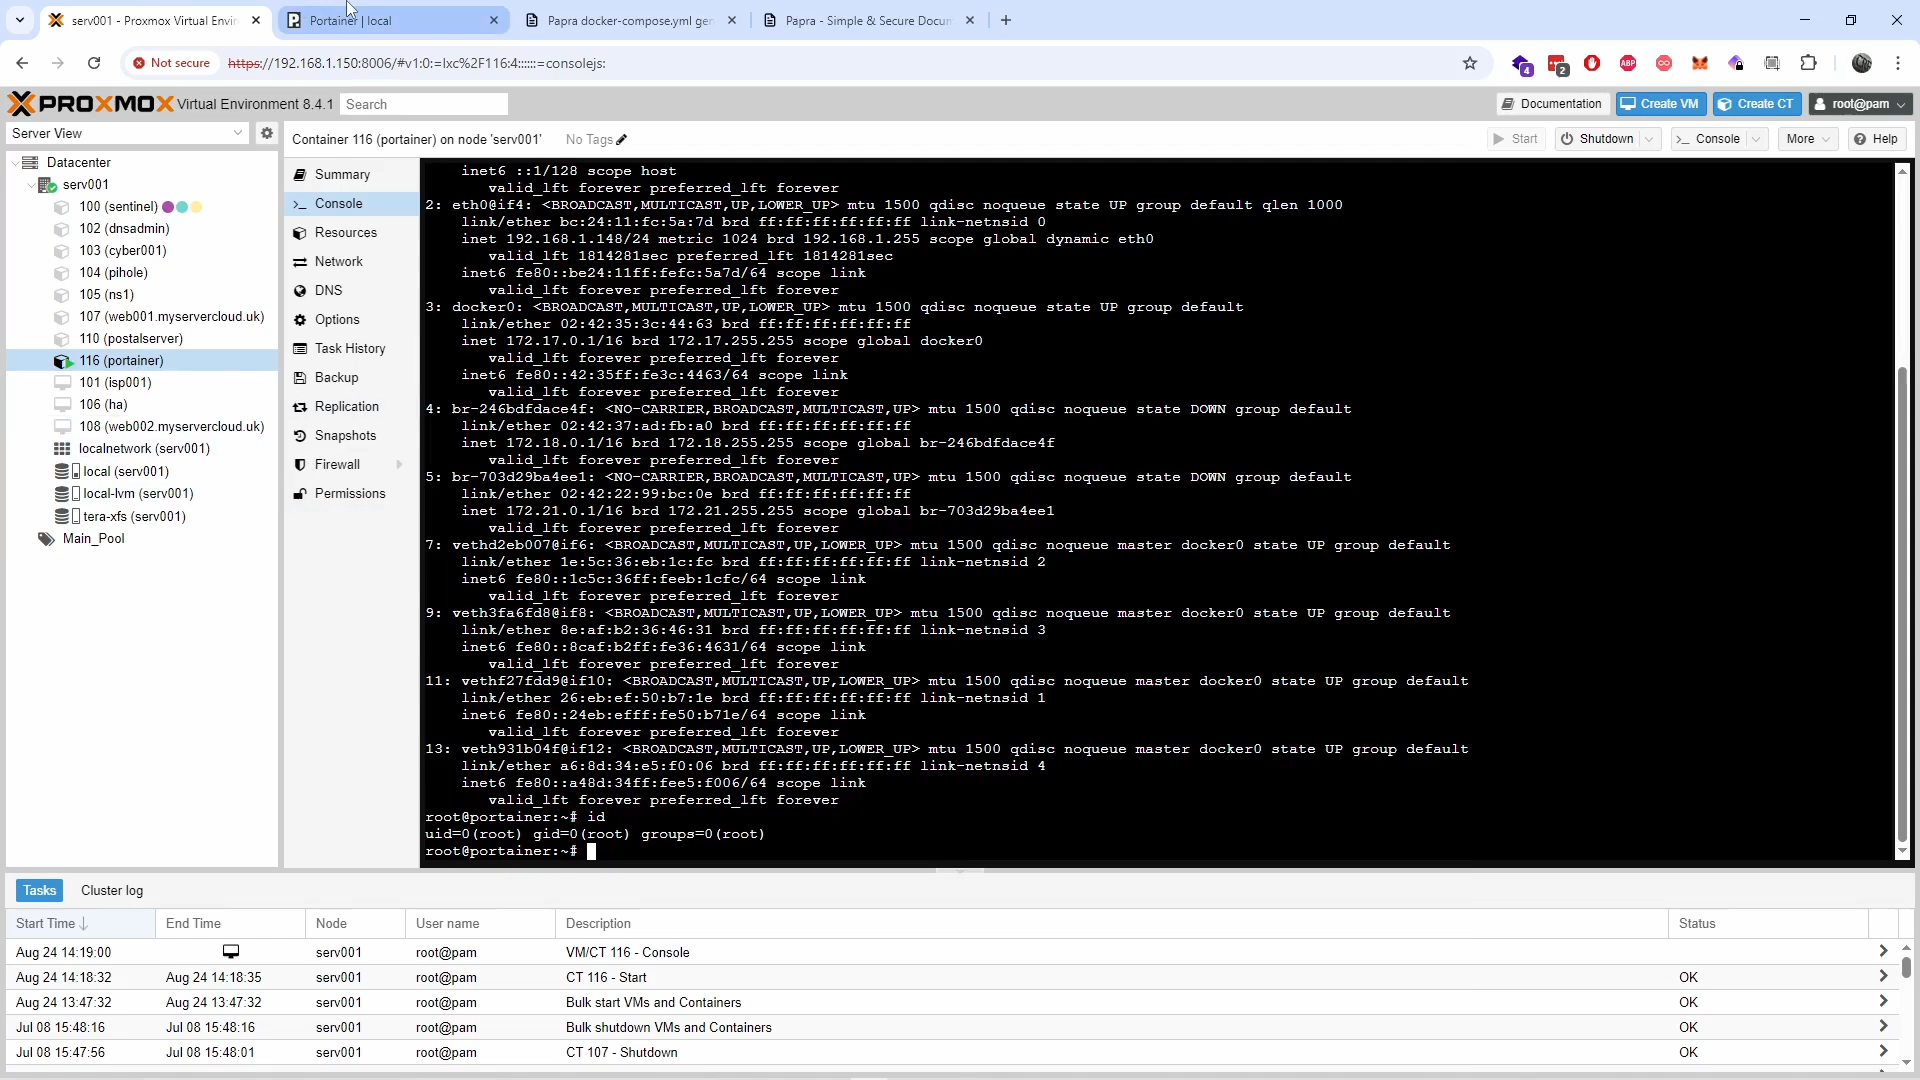 serv001 - Proxmox Virtual Envir
Portainer | local
Papra docker-compose.yml gen
Papra - Simple & Secure Docum
Not secure
https://192.168.1.150:8006/#v1:0:=lxc%2F116:4::::::=consolejs:
4
2
ABP
PROXMOX Virtual Environment 8.4.1
Search
Documentation
Create VM
Create CT
root@pam
Server View
Container 116 (portainer) on node 'serv001'
No Tags
Start
Shutdown
Console
More
Help
Datacenter
serv001
100 (sentinel)
102 (dnsadmin)
103 (cyber001)
104 (pihole)
105 (ns1)
107 (web001.myservercloud.uk)
110 (postalserver)
116 (portainer)
101 (isp001)
106 (ha)
108 (web002.myservercloud.uk)
localnetwork (serv001)
local (serv001)
local-lvm (serv001)
tera-xfs (serv001)
Main_Pool
Summary
Console
Resources
Network
DNS
Options
Task History
Backup
Replication
Snapshots
Firewall
Permissions
inet6 ::1/128 scope host
valid_lft forever preferred_lft forever
2: eth0@if4: <BROADCAST,MULTICAST,UP,LOWER_UP> mtu 1500 qdisc noqueue state UP group default qlen 1000
link/ether bc:24:11:fc:5a:7d brd ff:ff:ff:ff:ff:ff link-netnsid 0
inet 192.168.1.148/24 metric 1024 brd 192.168.1.255 scope global dynamic eth0
valid_lft 1814281sec preferred_lft 1814281sec
inet6 fe80::be24:11ff:fefc:5a7d/64 scope link
valid_lft forever preferred_lft forever
3: docker0: <BROADCAST,MULTICAST,UP,LOWER_UP> mtu 1500 qdisc noqueue state UP group default
link/ether 02:42:35:3c:44:63 brd ff:ff:ff:ff:ff:ff
inet 172.17.0.1/16 brd 172.17.255.255 scope global docker0
valid_lft forever preferred_lft forever
inet6 fe80::42:35ff:fe3c:4463/64 scope link
valid_lft forever preferred_lft forever
4: br-246bdfdace4f: <NO-CARRIER,BROADCAST,MULTICAST,UP> mtu 1500 qdisc noqueue state DOWN group default
link/ether 02:42:37:ad:fb:a0 brd ff:ff:ff:ff:ff:ff
inet 172.18.0.1/16 brd 172.18.255.255 scope global br-246bdfdace4f
valid_lft forever preferred_lft forever
5: br-703d29ba4ee1: <NO-CARRIER,BROADCAST,MULTICAST,UP> mtu 1500 qdisc noqueue state DOWN group default
link/ether 02:42:22:99:bc:0e brd ff:ff:ff:ff:ff:ff
inet 172.21.0.1/16 brd 172.21.255.255 scope global br-703d29ba4ee1
valid_lft forever preferred_lft forever
7: vethd2eb007@if6: <BROADCAST,MULTICAST,UP,LOWER_UP> mtu 1500 qdisc noqueue master docker0 state UP group default
link/ether 1e:5c:36:eb:1c:fc brd ff:ff:ff:ff:ff:ff link-netnsid 2
inet6 fe80::1c5c:36ff:feeb:1cfc/64 scope link
valid_lft forever preferred_lft forever
9: veth3fa6fd8@if8: <BROADCAST,MULTICAST,UP,LOWER_UP> mtu 1500 qdisc noqueue master docker0 state UP group default
link/ether 8e:af:b2:36:46:31 brd ff:ff:ff:ff:ff:ff link-netnsid 3
inet6 fe80::8caf:b2ff:fe36:4631/64 scope link
valid_lft forever preferred_lft forever
11: vethf27fdd9@if10: <BROADCAST,MULTICAST,UP,LOWER_UP> mtu 1500 qdisc noqueue master docker0 state UP group default
link/ether 26:eb:ef:50:b7:1e brd ff:ff:ff:ff:ff:ff link-netnsid 1
inet6 fe80::24eb:efff:fe50:b71e/64 scope link
valid_lft forever preferred_lft forever
13: veth931b04f@if12: <BROADCAST,MULTICAST,UP,LOWER_UP> mtu 1500 qdisc noqueue master docker0 state UP group default
link/ether a6:8d:34:e5:f0:06 brd ff:ff:ff:ff:ff:ff link-netnsid 4
inet6 fe80::a48d:34ff:fee5:f006/64 scope link
valid_lft forever preferred_lft forever
root@portainer:~# id
uid=0(root) gid=0(root) groups=0(root)
root@portainer:~#
Tasks
Cluster log
Start Time
End Time
Node
User name
Description
Status
Aug 24 14:19:00 serv001 root@pam VM/CT 116 - Console
Aug 24 14:18:32 Aug 24 14:18:35 serv001 root@pam CT 116 - Start OK
Aug 24 13:47:32 Aug 24 13:47:32 serv001 root@pam Bulk start VMs and Containers OK
Jul 08 15:48:16 Jul 08 15:48:16 serv001 root@pam Bulk shutdown VMs and Containers OK
Jul 08 15:47:56 Jul 08 15:48:01 serv001 root@pam CT 107 - Shutdown OK